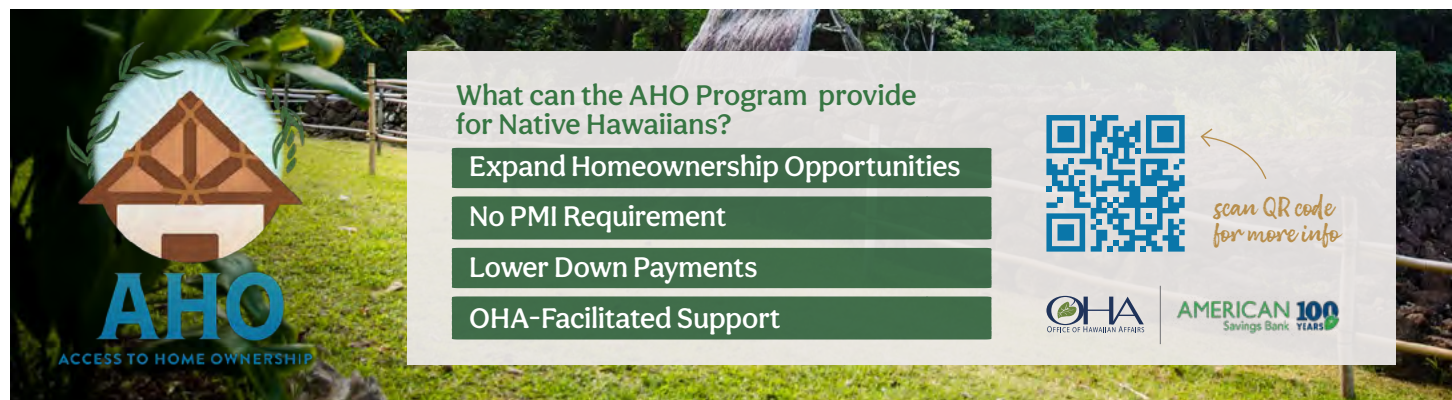 AHO
ACCESS TO HOME OWNERSHIP
What can the AHO Program provide
for Native Hawaiians?
Expand Homeownership Opportunities
No PMI Requirement
Lower Down Payments
OHA-Facilitated Support
scan QR code
for more info
OHA
OFFICE OF HAWAIIAN AFFAIRS
AMERICAN
Savings Bank
100
YEARS